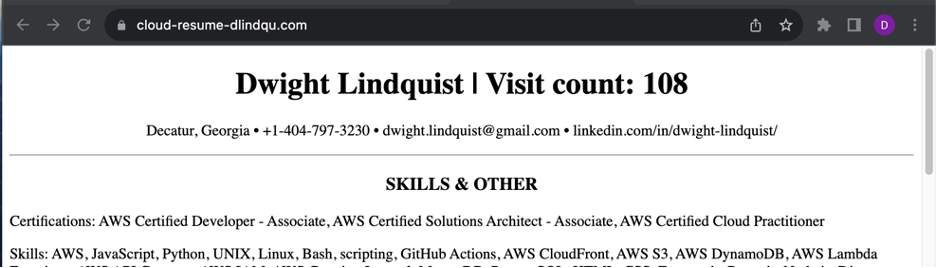 cloud-resume-dlindqu.com
D
Dwight Lindquist | Visit count: 108
Decatur, Georgia • +1-404-797-3230 • dwight.lindquist@gmail.com • linkedin.com/in/dwight-lindquist/
SKILLS & OTHER
Certifications: AWS Certified Developer - Associate, AWS Certified Solutions Architect - Associate, AWS Certified Cloud Practitioner
Skills: AWS, JavaScript, Python, UNIX, Linux, Bash, scripting, GitHub Actions, AWS CloudFront, AWS S3, AWS DynamoDB, AWS Lambda